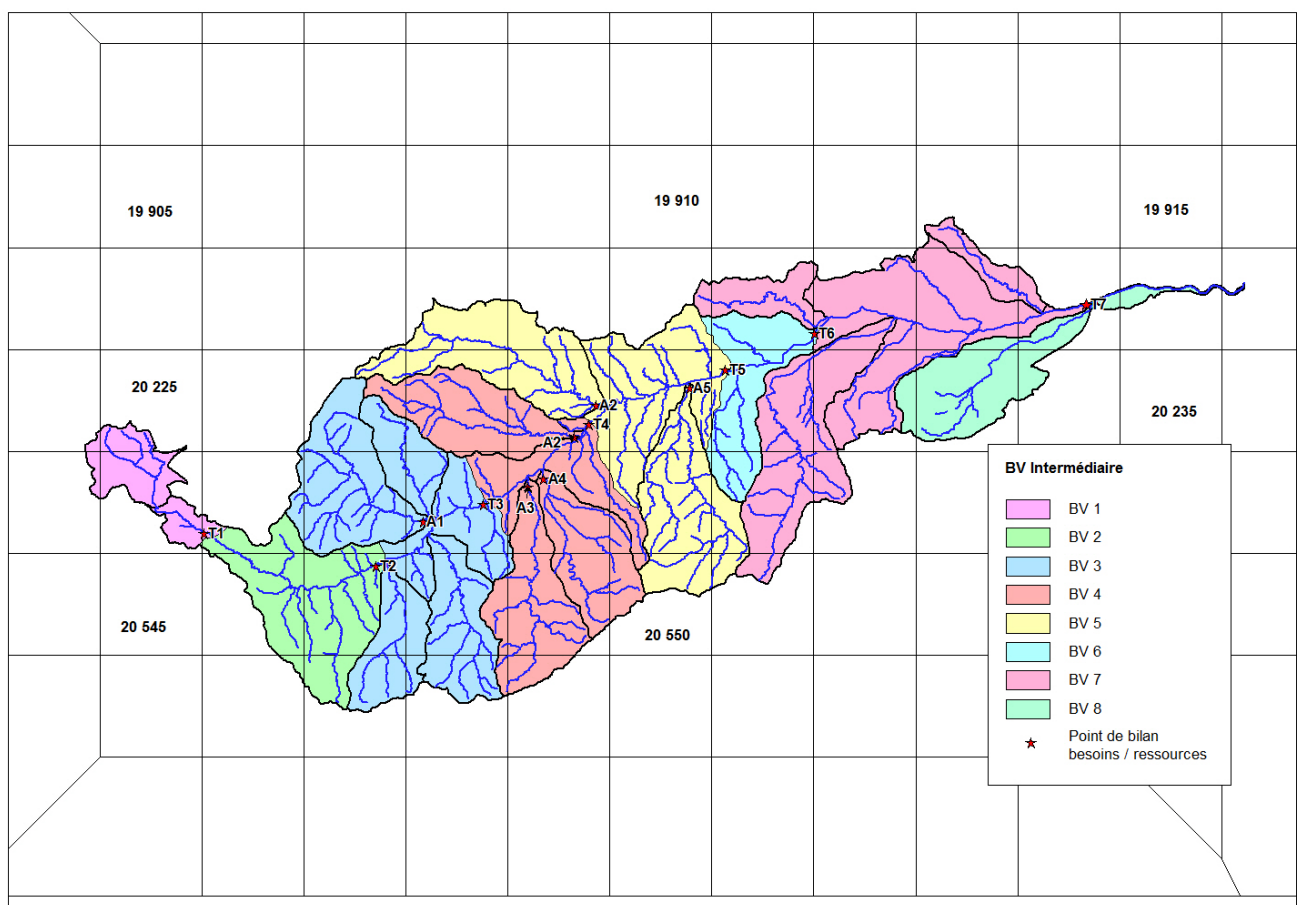 19 905
19 910
19 915
T7
T6
20 225
T5
A5
A2
20 235
T4
A2
BV Intermédiaire
A4
T3
A3
BV 1
A1
T1
BV 2
T2
BV 3
BV 4
BV 5
20 545
20 550
BV 6
BV 7
BV 8
Point de bilan
besoins / ressources